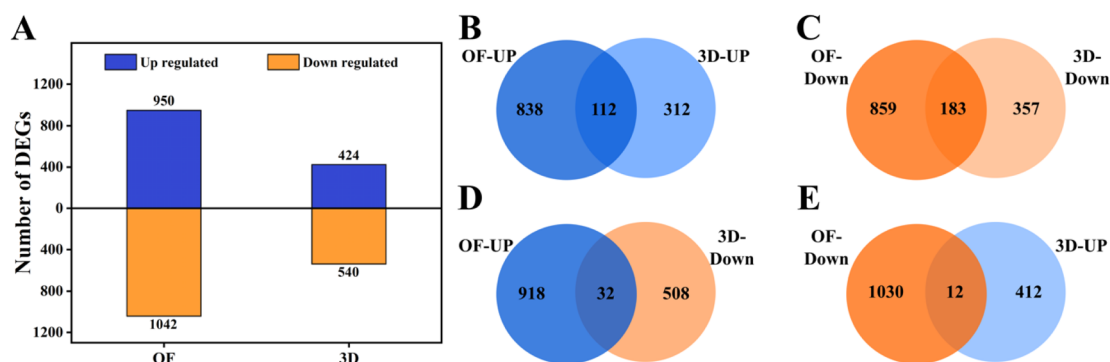 A
Number of DEGs
Up regulated
Down regulated
1200
800
400
0
400
800
1200
950
1042
424
540
OF
3D
B
OF-UP
3D-UP
838
112
312
C
OF-
Down
3D-
Down
859
183
357
D
OF-UP
3D-
Down
918
32
508
E
OF-
Down
3D-UP
1030
12
412